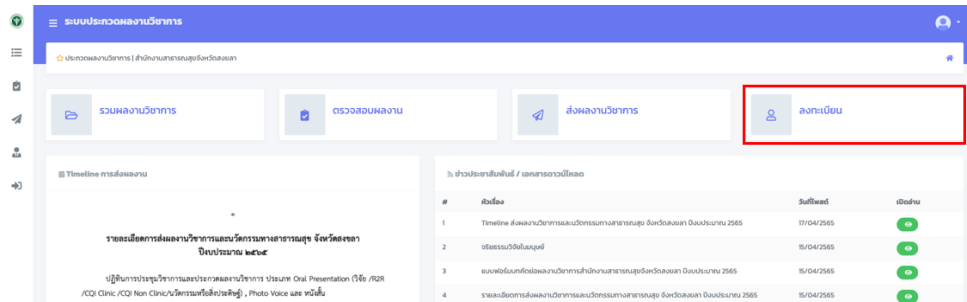 ระบบประกวดผลงานวิชาการ
ประกวดผลงานวิชาการ | สำนักงานสาธารณสุขจังหวัดสงขลา
รวมผลงานวิชาการ
ตรวจสอบผลงาน
ส่งผลงานวิชาการ
ลงทะเบียน
Timeline การส่งผลงาน
รายละเอียดการส่งผลงานวิชาการและนวัตกรรมทางสาธารณสุข จังหวัดสงขลา
ปีงบประมาณ ๒๕๖๕
ปฏิทินการประชุมวิชาการและประกวดผลงานวิชาการ ประเภท Oral Presentation (วิจัย /R2R
/CQI Clinic /CQI Non Clinic/นวัตกรรมหรือสิ่งประดิษฐ์) , Photo Voice และ หนังสั้น
ข่าวประชาสัมพันธ์ / เอกสารดาวน์โหลด
# หัวเรื่อง วันที่โพสต์ เปิดอ่าน
1 Timeline ส่งผลงานวิชาการและนวัตกรรมทางสาธารณสุข จังหวัดสงขลา ปีงบประมาณ 2565 17/04/2565
2 จริยธรรมวิจัยในมนุษย์ 15/04/2565
3 แบบฟอร์มบทคัดย่อผลงานวิชาการสำนักงานสาธารณสุขจังหวัดสงขลา ปีงบประมาณ 2565 15/04/2565
4 รายละเอียดการส่งผลงานวิชาการและนวัตกรรมทางสาธารณสุข จังหวัดสงขลา ปีงบประมาณ 2565 15/04/2565